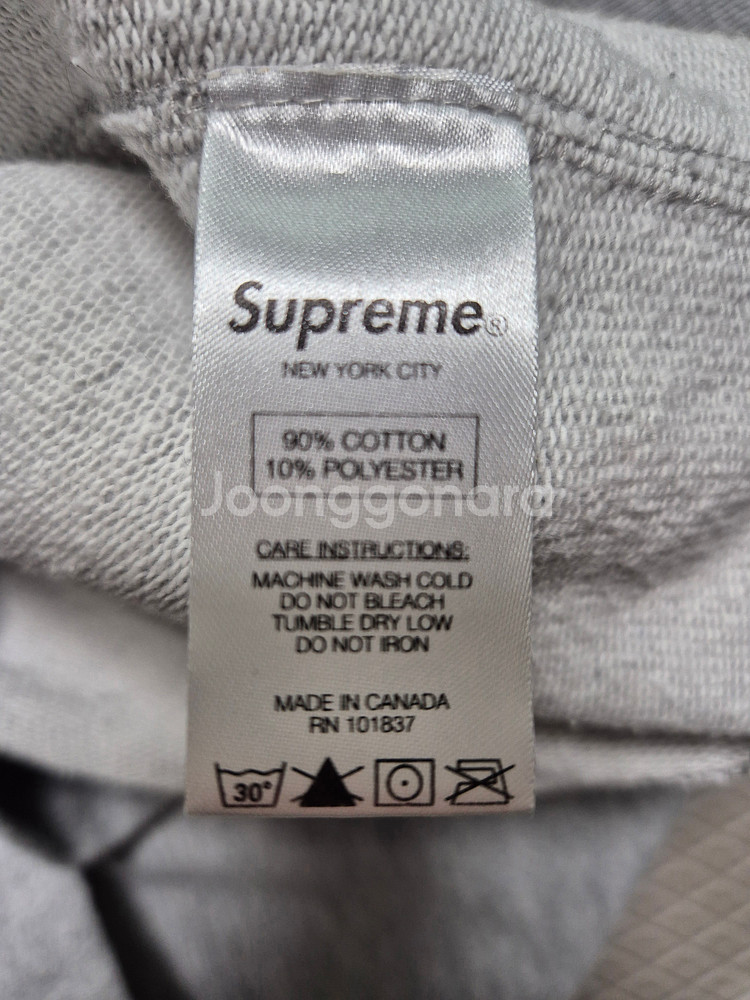 Supreme®
NEW YORK CITY
90% COTTON
10% POLYESTER
Joonggonara
CARE INSTRUCTIONS:
MACHINE WASH COLD
DO NOT BLEACH
TUMBLE DRY LOW
DO NOT IRON
MADE IN CANADA
RN 101837
30°